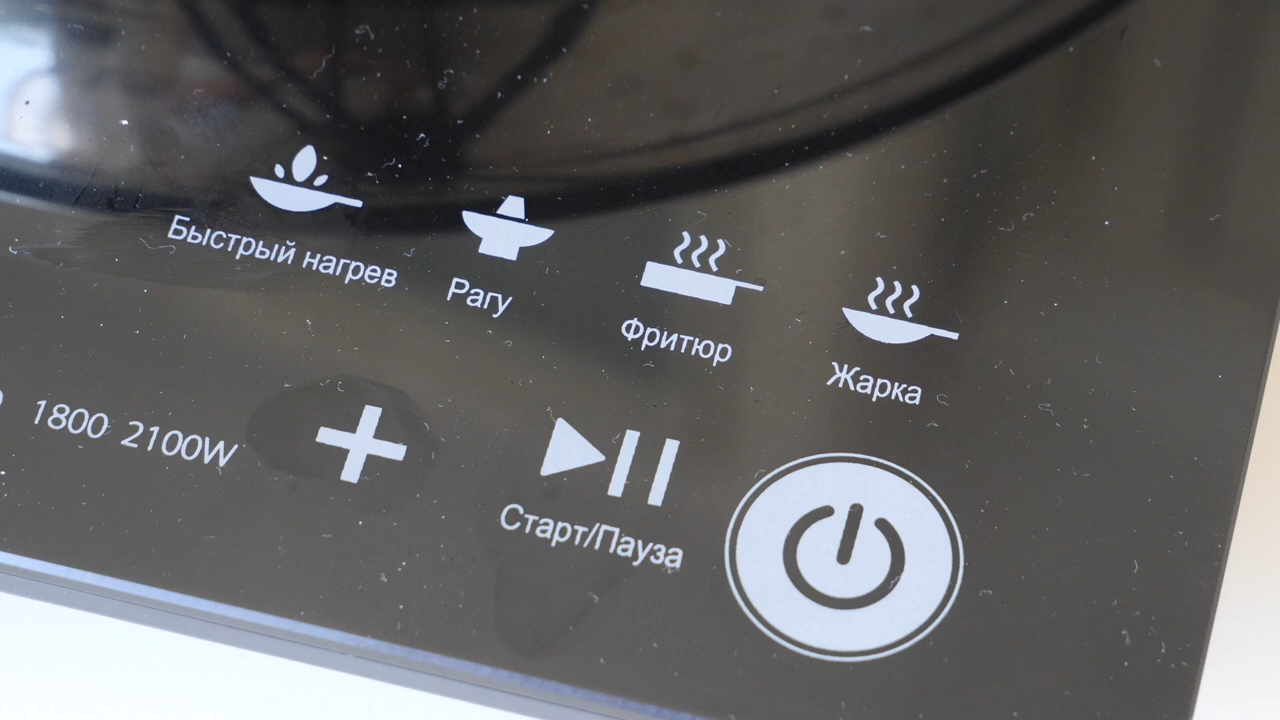 Быстрый нагрев
Рагу
Фритюр
Жарка
1800 2100W
Старт/Пауза